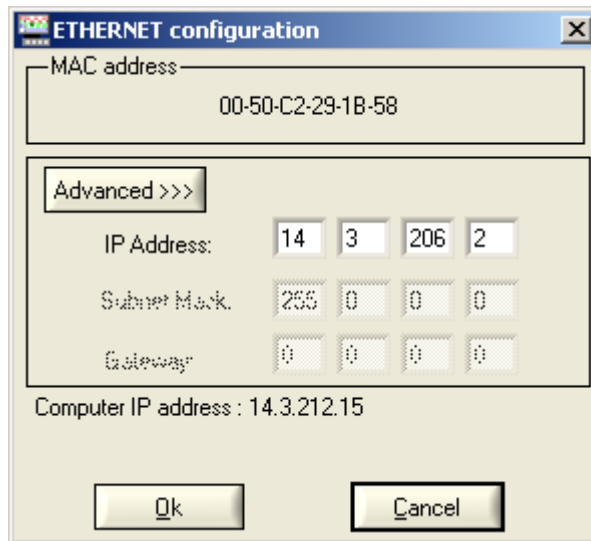 ETHERNET configuration
MAC address
00-50-C2-29-1B-58
Advanced >>>
IP Address: 14 3 206 2
Subnet Mack. 255 0 0 0
Gateway 0 0 0 0
Computer IP address : 14.3.212.15
Ok Cancel